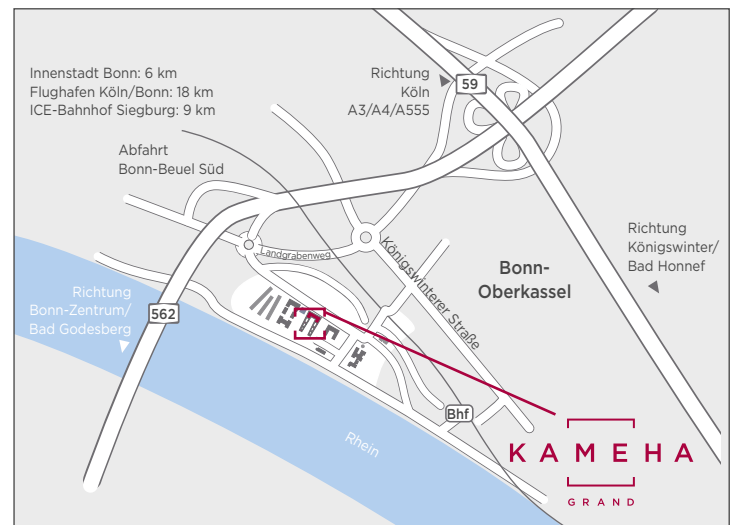 Innenstadt Bonn: 6 km
Flughafen Köln/Bonn: 18 km
ICE-Bahnhof Siegburg: 9 km
Richtung
Köln
A3/A4/A555
59
Abfahrt
Bonn-Beuel Süd
Landgrabenweg
Königswinterer Straße
Bonn-
Oberkassel
Richtung
Königswinter/
Bad Honnef
Richtung
Bonn-Zentrum/
Bad Godesberg
562
Rhein
Bhf
KAMEHA
GRAND